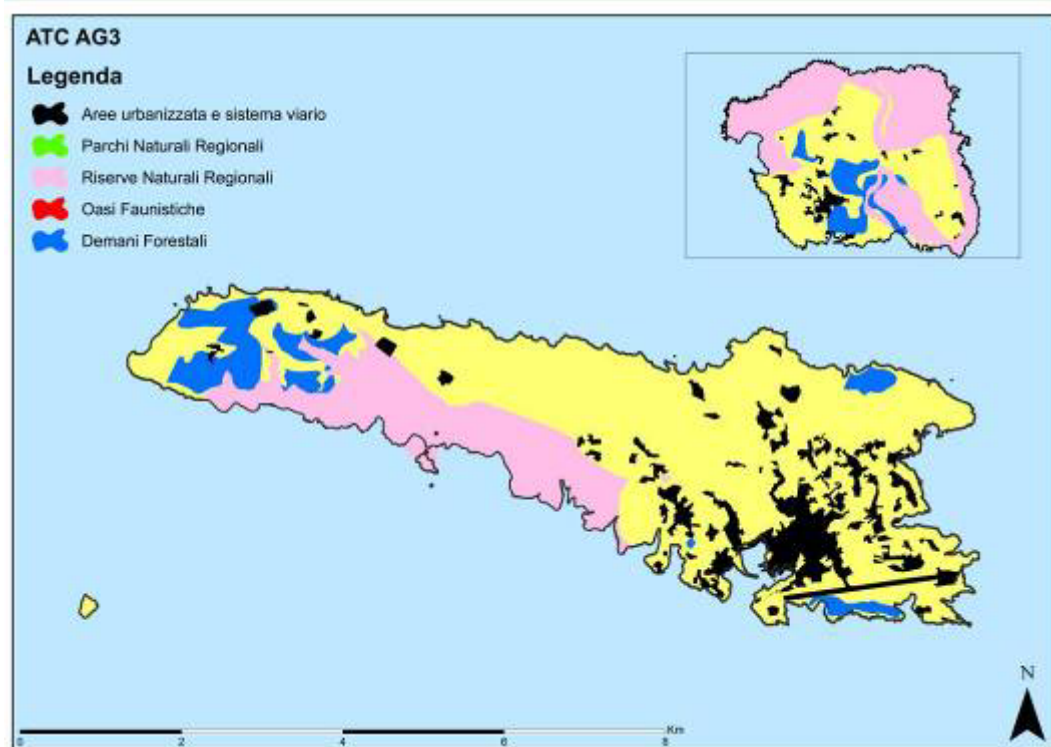 ATC AG3
Legenda
Aree urbanizzata e sistema viario
Parchi Naturali Regionali
Riserve Naturali Regionali
Oasi Faunistiche
Demani Forestali
N
Km
0 2 4 6 8